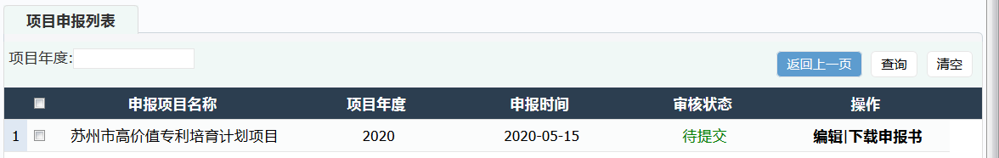 项目申报列表
项目年度:
返回上一页 查询 清空
申报项目名称 项目年度 申报时间 审核状态 操作
1 苏州市高价值专利培育计划项目 2020 2020-05-15 待提交 编辑|下载申报书